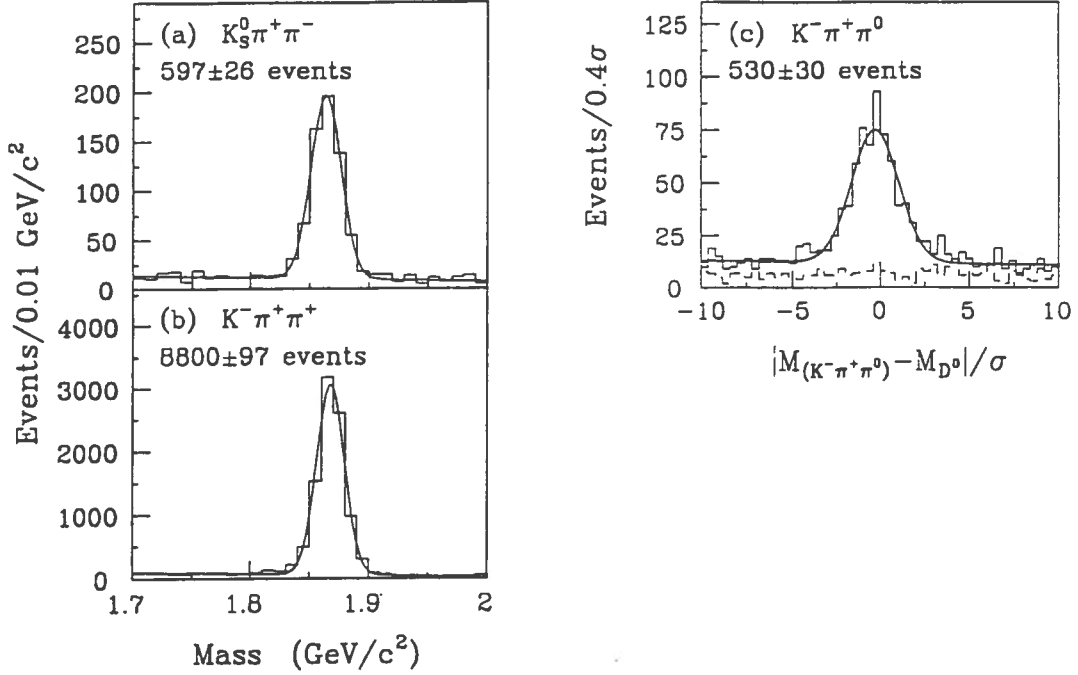 (a) K⁰ₛπ⁺π⁻
597±26 events
250
200
150
100
50
0
(b) K⁻π⁺π⁺
8800±97 events
4000
3000
2000
1000
0
1.7 1.8 1.9 2
Mass (GeV/c²)
Events/0.01 GeV/c²
(c) K⁻π⁺π⁰
530±30 events
125
100
75
50
25
0
−10 −5 0 5 10
|M(K⁻π⁺π⁰)−M_D⁰|/σ
Events/0.4σ